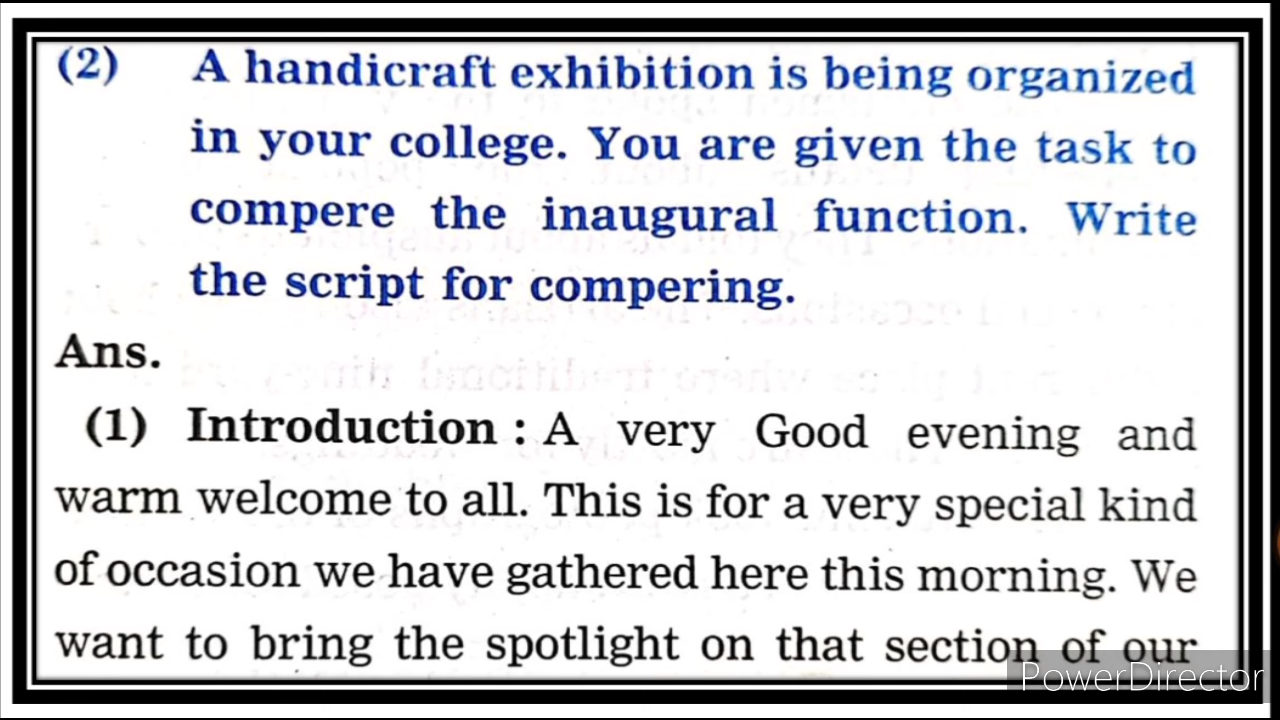 (2) A handicraft exhibition is being organized
in your college. You are given the task to
compere the inaugural function. Write
the script for compering.
Ans.
(1) Introduction : A very Good evening and
warm welcome to all. This is for a very special kind
of occasion we have gathered here this morning. We
want to bring the spotlight on that section of our
PowerDirector